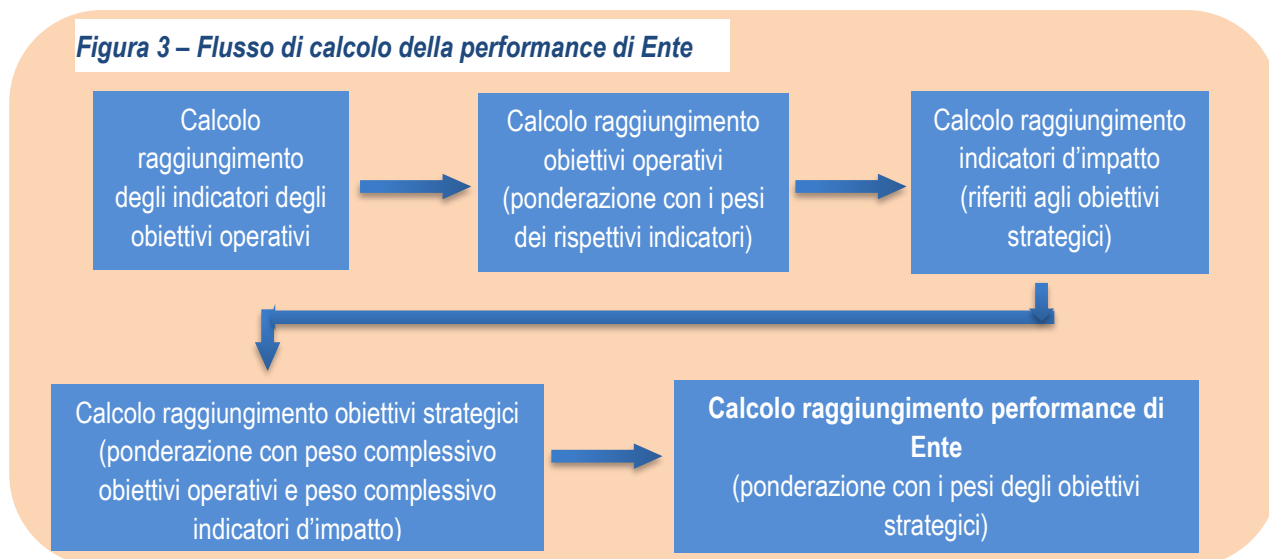 Figura 3 – Flusso di calcolo della performance di Ente
Calcolo
raggiungimento
degli indicatori degli
obiettivi operativi
Calcolo raggiungimento
obiettivi operativi
(ponderazione con i pesi
dei rispettivi indicatori)
Calcolo raggiungimento
indicatori d’impatto
(riferiti agli obiettivi
strategici)
Calcolo raggiungimento obiettivi strategici
(ponderazione con peso complessivo
obiettivi operativi e peso complessivo
indicatori d’impatto)
Calcolo raggiungimento performance di
Ente
(ponderazione con i pesi degli obiettivi
strategici)